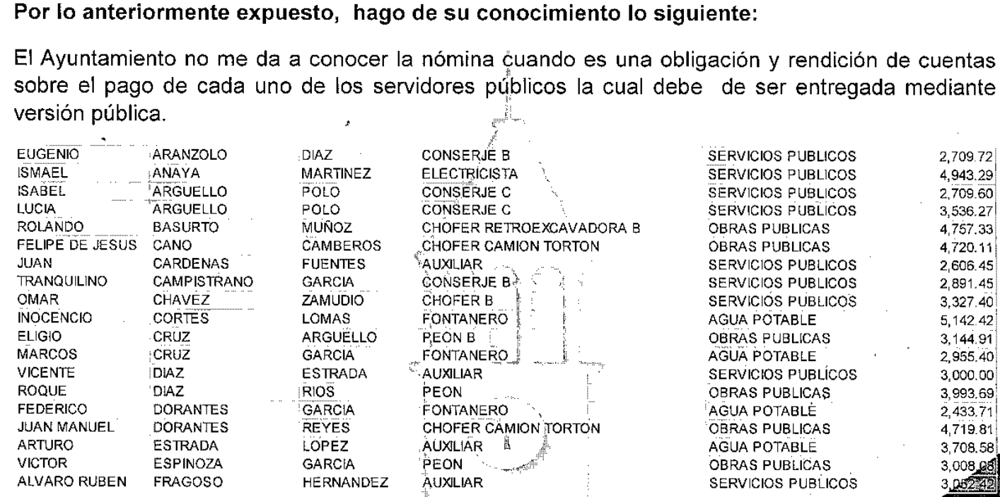 Por lo anteriormente expuesto, hago de su conocimiento lo siguiente:
El Ayuntamiento no me da a conocer la nómina cuando es una obligación y rendición de cuentas
sobre el pago de cada uno de los servidores públicos la cual debe de ser entregada mediante
versión pública.
EUGENIO ARANZOLO DIAZ CONSERJE B SERVICIOS PUBLICOS 2,709.72
ISMAEL ANAYA MARTINEZ ELECTRICISTA SERVICIOS PUBLICOS 4,943.29
ISABEL ARGUELLO POLO CONSERJE C SERVICIOS PUBLICOS 2,709.60
LUCIA ARGUELLO POLO CONSERJE C SERVICIOS PUBLICOS 3,536.27
ROLANDO BASURTO MUÑOZ CHOFER RETROEXCAVADORA B OBRAS PUBLICAS 4,757.33
FELIPE DE JESUS CANO CAMBEROS CHOFER CAMION TORTON OBRAS PUBLICAS 4,720.11
JUAN CARDENAS FUENTES AUXILIAR SERVICIOS PUBLICOS 2,606.45
TRANQUILINO CAMPISTRANO GARCIA CONSERJE B SERVICIOS PUBLICOS 2,891.45
OMAR CHAVEZ ZAMUDIO CHOFER B SERVICIOS PUBLICOS 3,327.40
INOCENCIO CORTES LOMAS FONTANERO AGUA POTABLE 5,142.42
ELIGIO CRUZ ARGUELLO PEON B OBRAS PUBLICAS 3,144.91
MARCOS CRUZ GARCIA FONTANERO AGUA POTABLE 2,955.40
VICENTE DIAZ ESTRADA AUXILIAR SERVICIOS PUBLICOS 3,000.00
ROQUE DIAZ RIOS PEON OBRAS PUBLICAS 3,993.69
FEDERICO DORANTES GARCIA FONTANERO AGUA POTABLE 2,433.71
JUAN MANUEL DORANTES REYES CHOFER CAMION TORTON OBRAS PUBLICAS 4,719.81
ARTURO ESTRADA LOPEZ AUXILIAR AGUA POTABLE 3,708.58
VICTOR ESPINOZA GARCIA PEON OBRAS PUBLICAS 3,008.08
ALVARO RUBEN FRAGOSO HERNANDEZ AUXILIAR SERVICIOS PUBLICOS 3,052.42